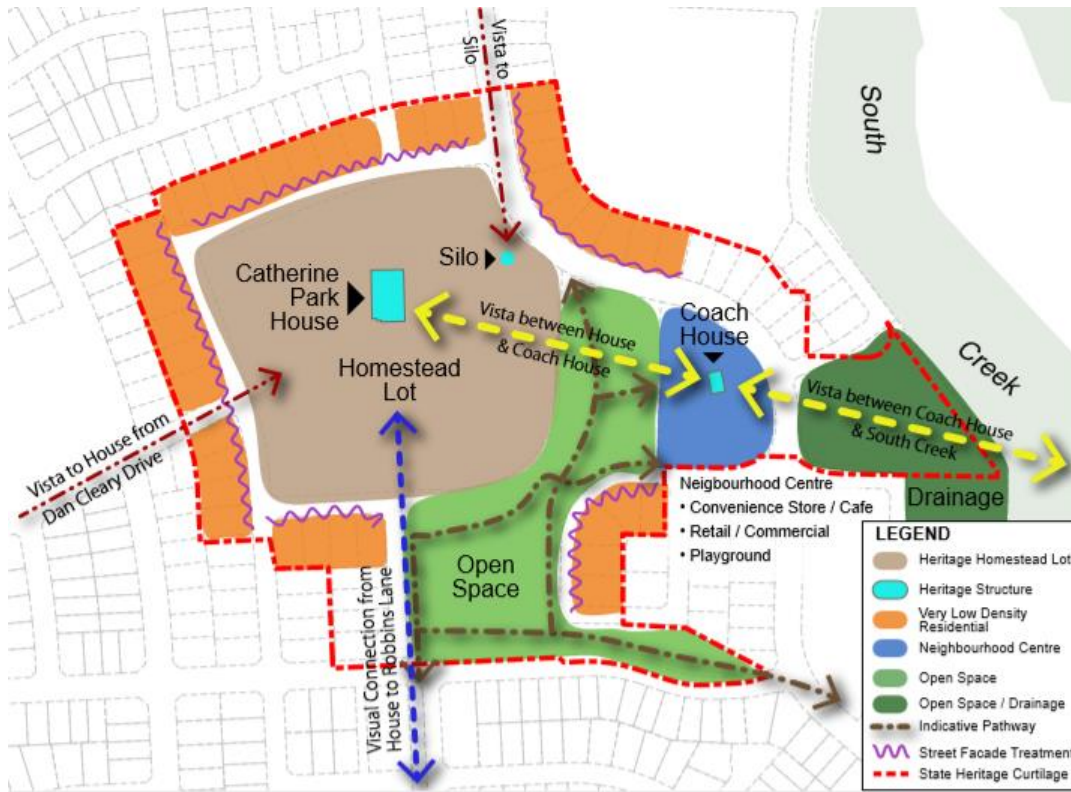 Vista to
Silo
South
Creek
Silo
Catherine
Park
House
Homestead
Lot
Vista between House
& Coach House
Coach
House
Vista between Coach House
& South Creek
Vista to House from
Dan Cleary Drive
Drainage
Neigbourhood Centre
• Convenience Store / Cafe
• Retail / Commercial
• Playground
Open
Space
Visual Connection from
House to Robbins Lane
LEGEND
Heritage Homestead Lot
Heritage Structure
Very Low Density
Residential
Neighbourhood Centre
Open Space
Open Space / Drainage
Indicative Pathway
Street Facade Treatment
State Heritage Curtilage